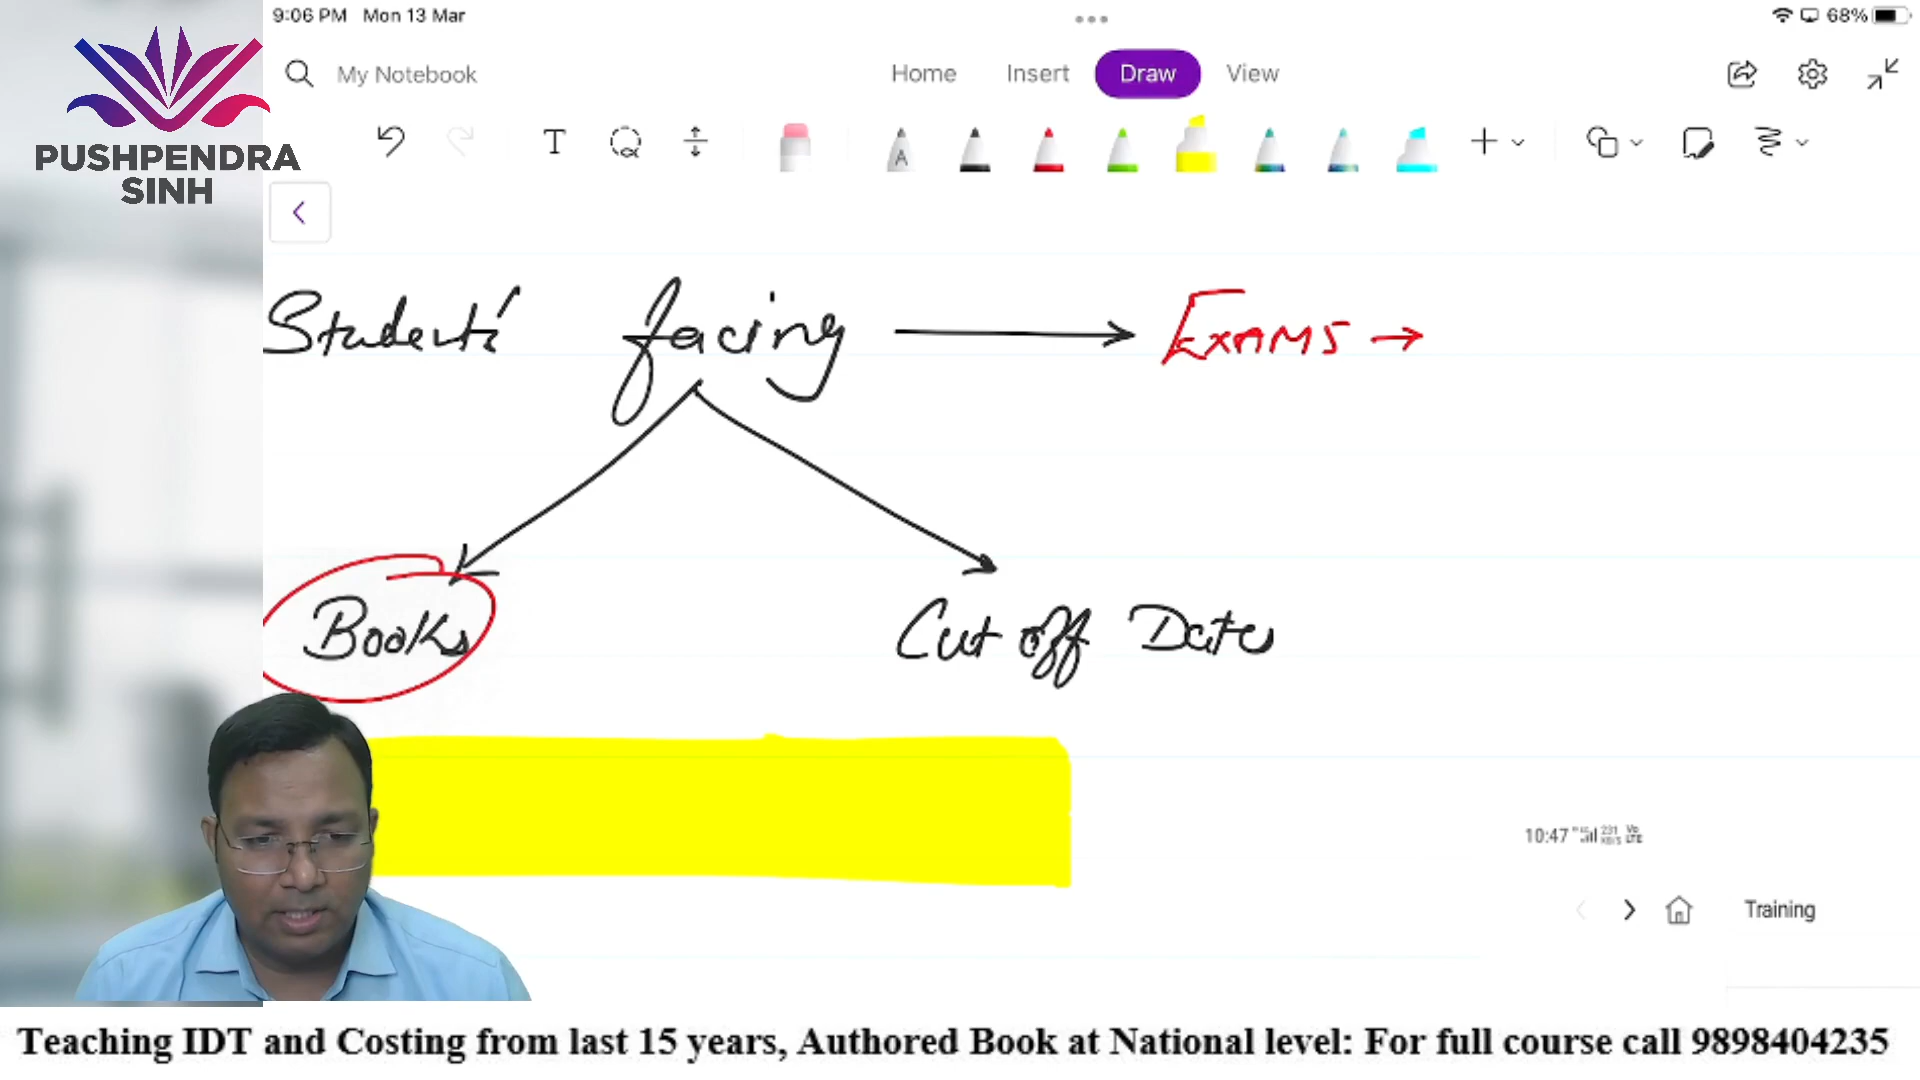 9:06 PM Mon 13 Mar
68%
PUSHPENDRA
SINH
My Notebook
Home Insert Draw View
T
A
Students' facing → EXAMS →
Books
Cut off Date
10:47
Training
Teaching IDT and Costing from last 15 years, Authored Book at National level: For full course call 9898404235